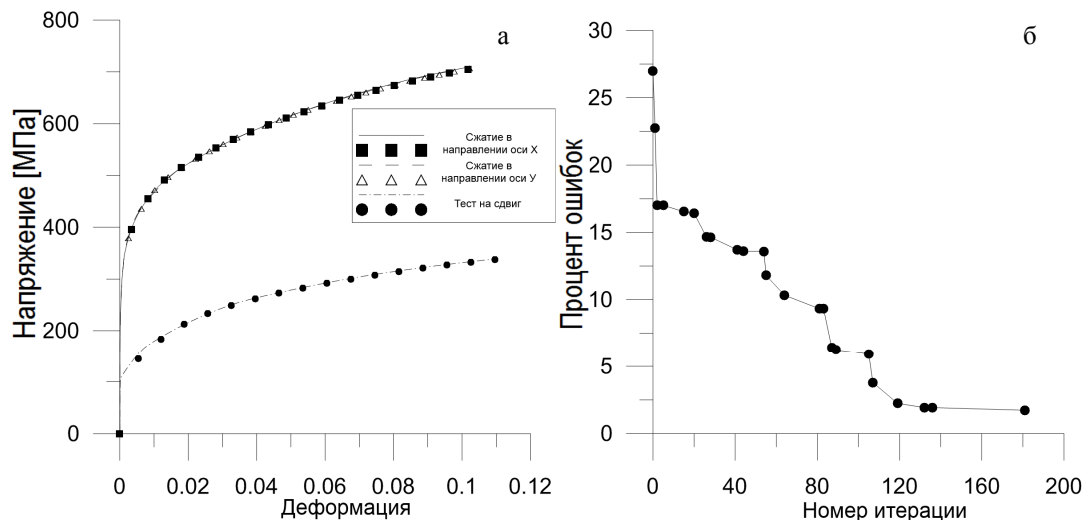 а
Напряжение [МПа]
800
600
400
200
0
0
0.02
0.04
0.06
0.08
0.1
0.12
Деформация
Сжатие в
направлении оси X
Сжатие в
направлении оси У
Тест на сдвиг
б
Процент ошибок
30
25
20
15
10
5
0
0
40
80
120
160
200
Номер итерации